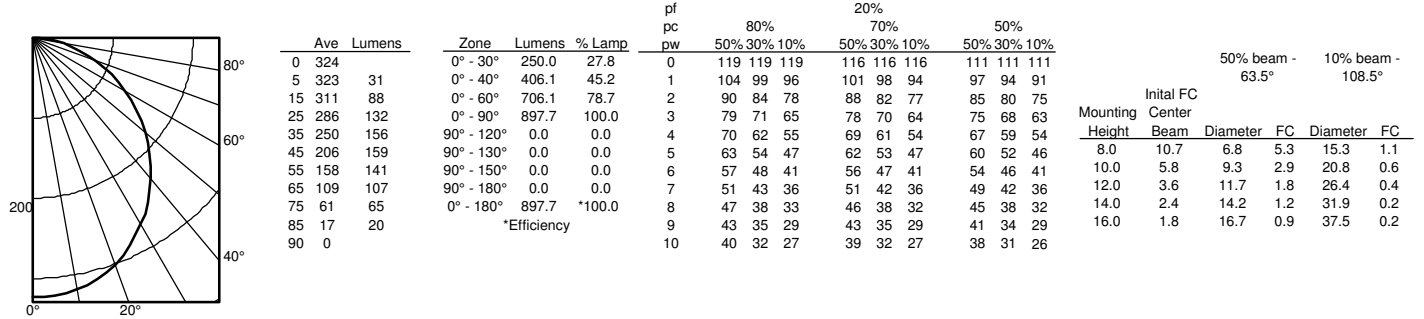 80°
60°
200
40°
0° 20°
Ave Lumens
0 324
5 323 31
15 311 88
25 286 132
35 250 156
45 206 159
55 158 141
65 109 107
75 61 65
85 17 20
90 0
Zone Lumens % Lamp
0° - 30° 250.0 27.8
0° - 40° 406.1 45.2
0° - 60° 706.1 78.7
0° - 90° 897.7 100.0
90° - 120° 0.0 0.0
90° - 130° 0.0 0.0
90° - 150° 0.0 0.0
90° - 180° 0.0 0.0
0° - 180° 897.7 *100.0
*Efficiency
pf 20%
pc 80% 70% 50%
pw 50% 30% 10% 50% 30% 10% 50% 30% 10%
0 119 119 119 116 116 116 111 111 111
1 104 99 96 101 98 94 97 94 91
2 90 84 78 88 82 77 85 80 75
3 79 71 65 78 70 64 75 68 63
4 70 62 55 69 61 54 67 59 54
5 63 54 47 62 53 47 60 52 46
6 57 48 41 56 47 41 54 46 41
7 51 43 36 51 42 36 49 42 36
8 47 38 33 46 38 32 45 38 32
9 43 35 29 43 35 29 41 34 29
10 40 32 27 39 32 27 38 31 26
50% beam - 10% beam -
63.5° 108.5°
Inital FC
Mounting Center
Height Beam Diameter FC Diameter FC
8.0 10.7 6.8 5.3 15.3 1.1
10.0 5.8 9.3 2.9 20.8 0.6
12.0 3.6 11.7 1.8 26.4 0.4
14.0 2.4 14.2 1.2 31.9 0.2
16.0 1.8 16.7 0.9 37.5 0.2